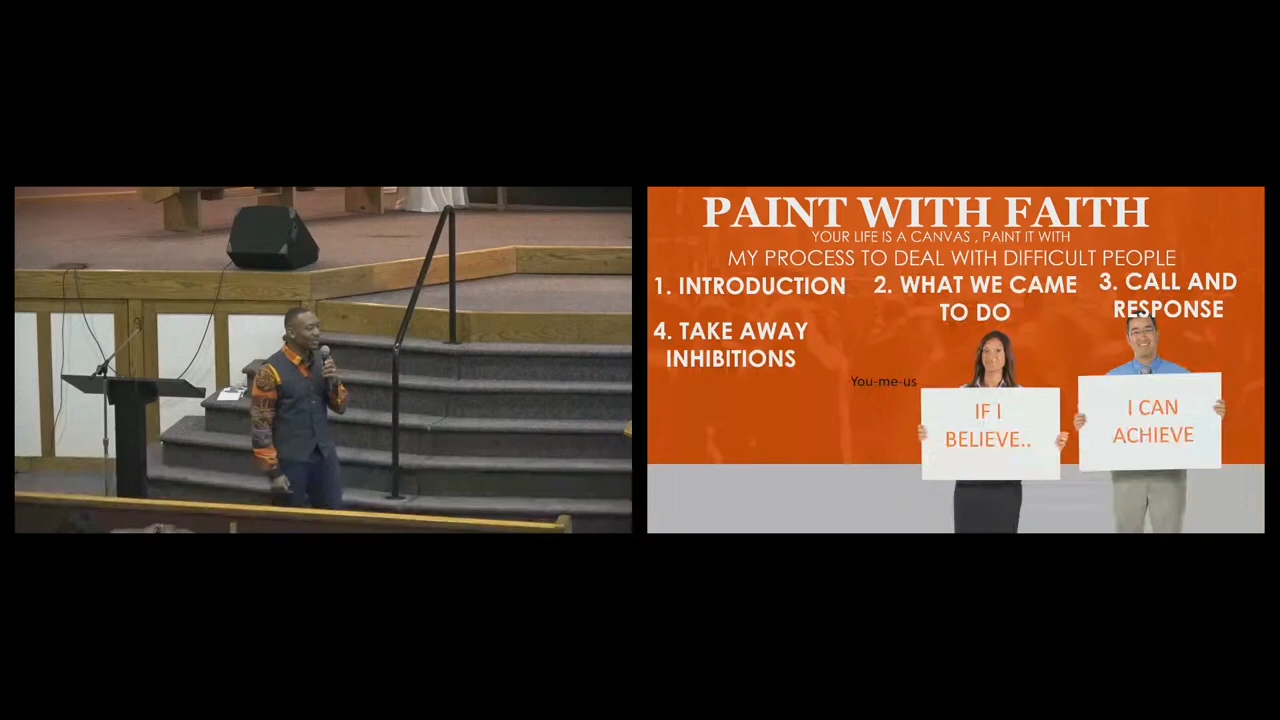 PAINT WITH FAITH
YOUR LIFE IS A CANVAS , PAINT IT WITH
MY PROCESS TO DEAL WITH DIFFICULT PEOPLE
1. INTRODUCTION
2. WHAT WE CAME
TO DO
3. CALL AND
RESPONSE
4. TAKE AWAY
INHIBITIONS
You-me-us
IF I
BELIEVE..
I CAN
ACHIEVE